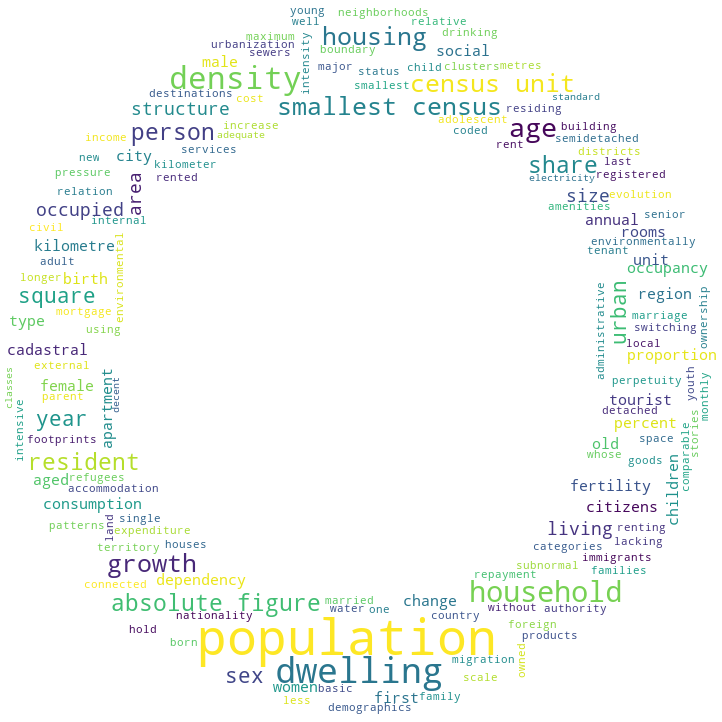 young
neighborhoods
well
relative
maximum
drinking
housing
urbanization
social
boundary
sewers
intensity
male
major
status
child
clusters
metres
density
census unit
smallest
destinations
cost
standard
smallest census
structure
residing
adolescent
person
increase
age
building
coded
income
adequate
semidetached
rent
services
districts
new
city
kilometer
share
last
pressure
rented
electricity
registered
area
relation
size
evolution
occupied
amenities
senior
internal
annual
civil
rooms
kilometre
environmentally
environmental
tenant
adult
unit
occupancy
longer
birth
square
region
mortgage
urban
administrative
ownership
type
marriage
using
switching
local
cadastral
proportion
external
female
perpetuity
youth
classes
parent
decent
monthly
tourist
year
apartment
detached
percent
intensive
footprints
space
stories
old
comparable
whose
resident
goods
children
aged
refugees
accommodation
fertility
consumption
citizens
patterns
single
land
expenditure
living
renting
lacking
territory
houses
categories
growth
immigrants
subnormal
families
connected
dependency
repayment
household
absolute figure
married
change
without
authority
nationality
water
one
country
hold
foreign
population
products
born
migration
dwelling
owned
sex
scale
women
basic
first
family
less
demographics